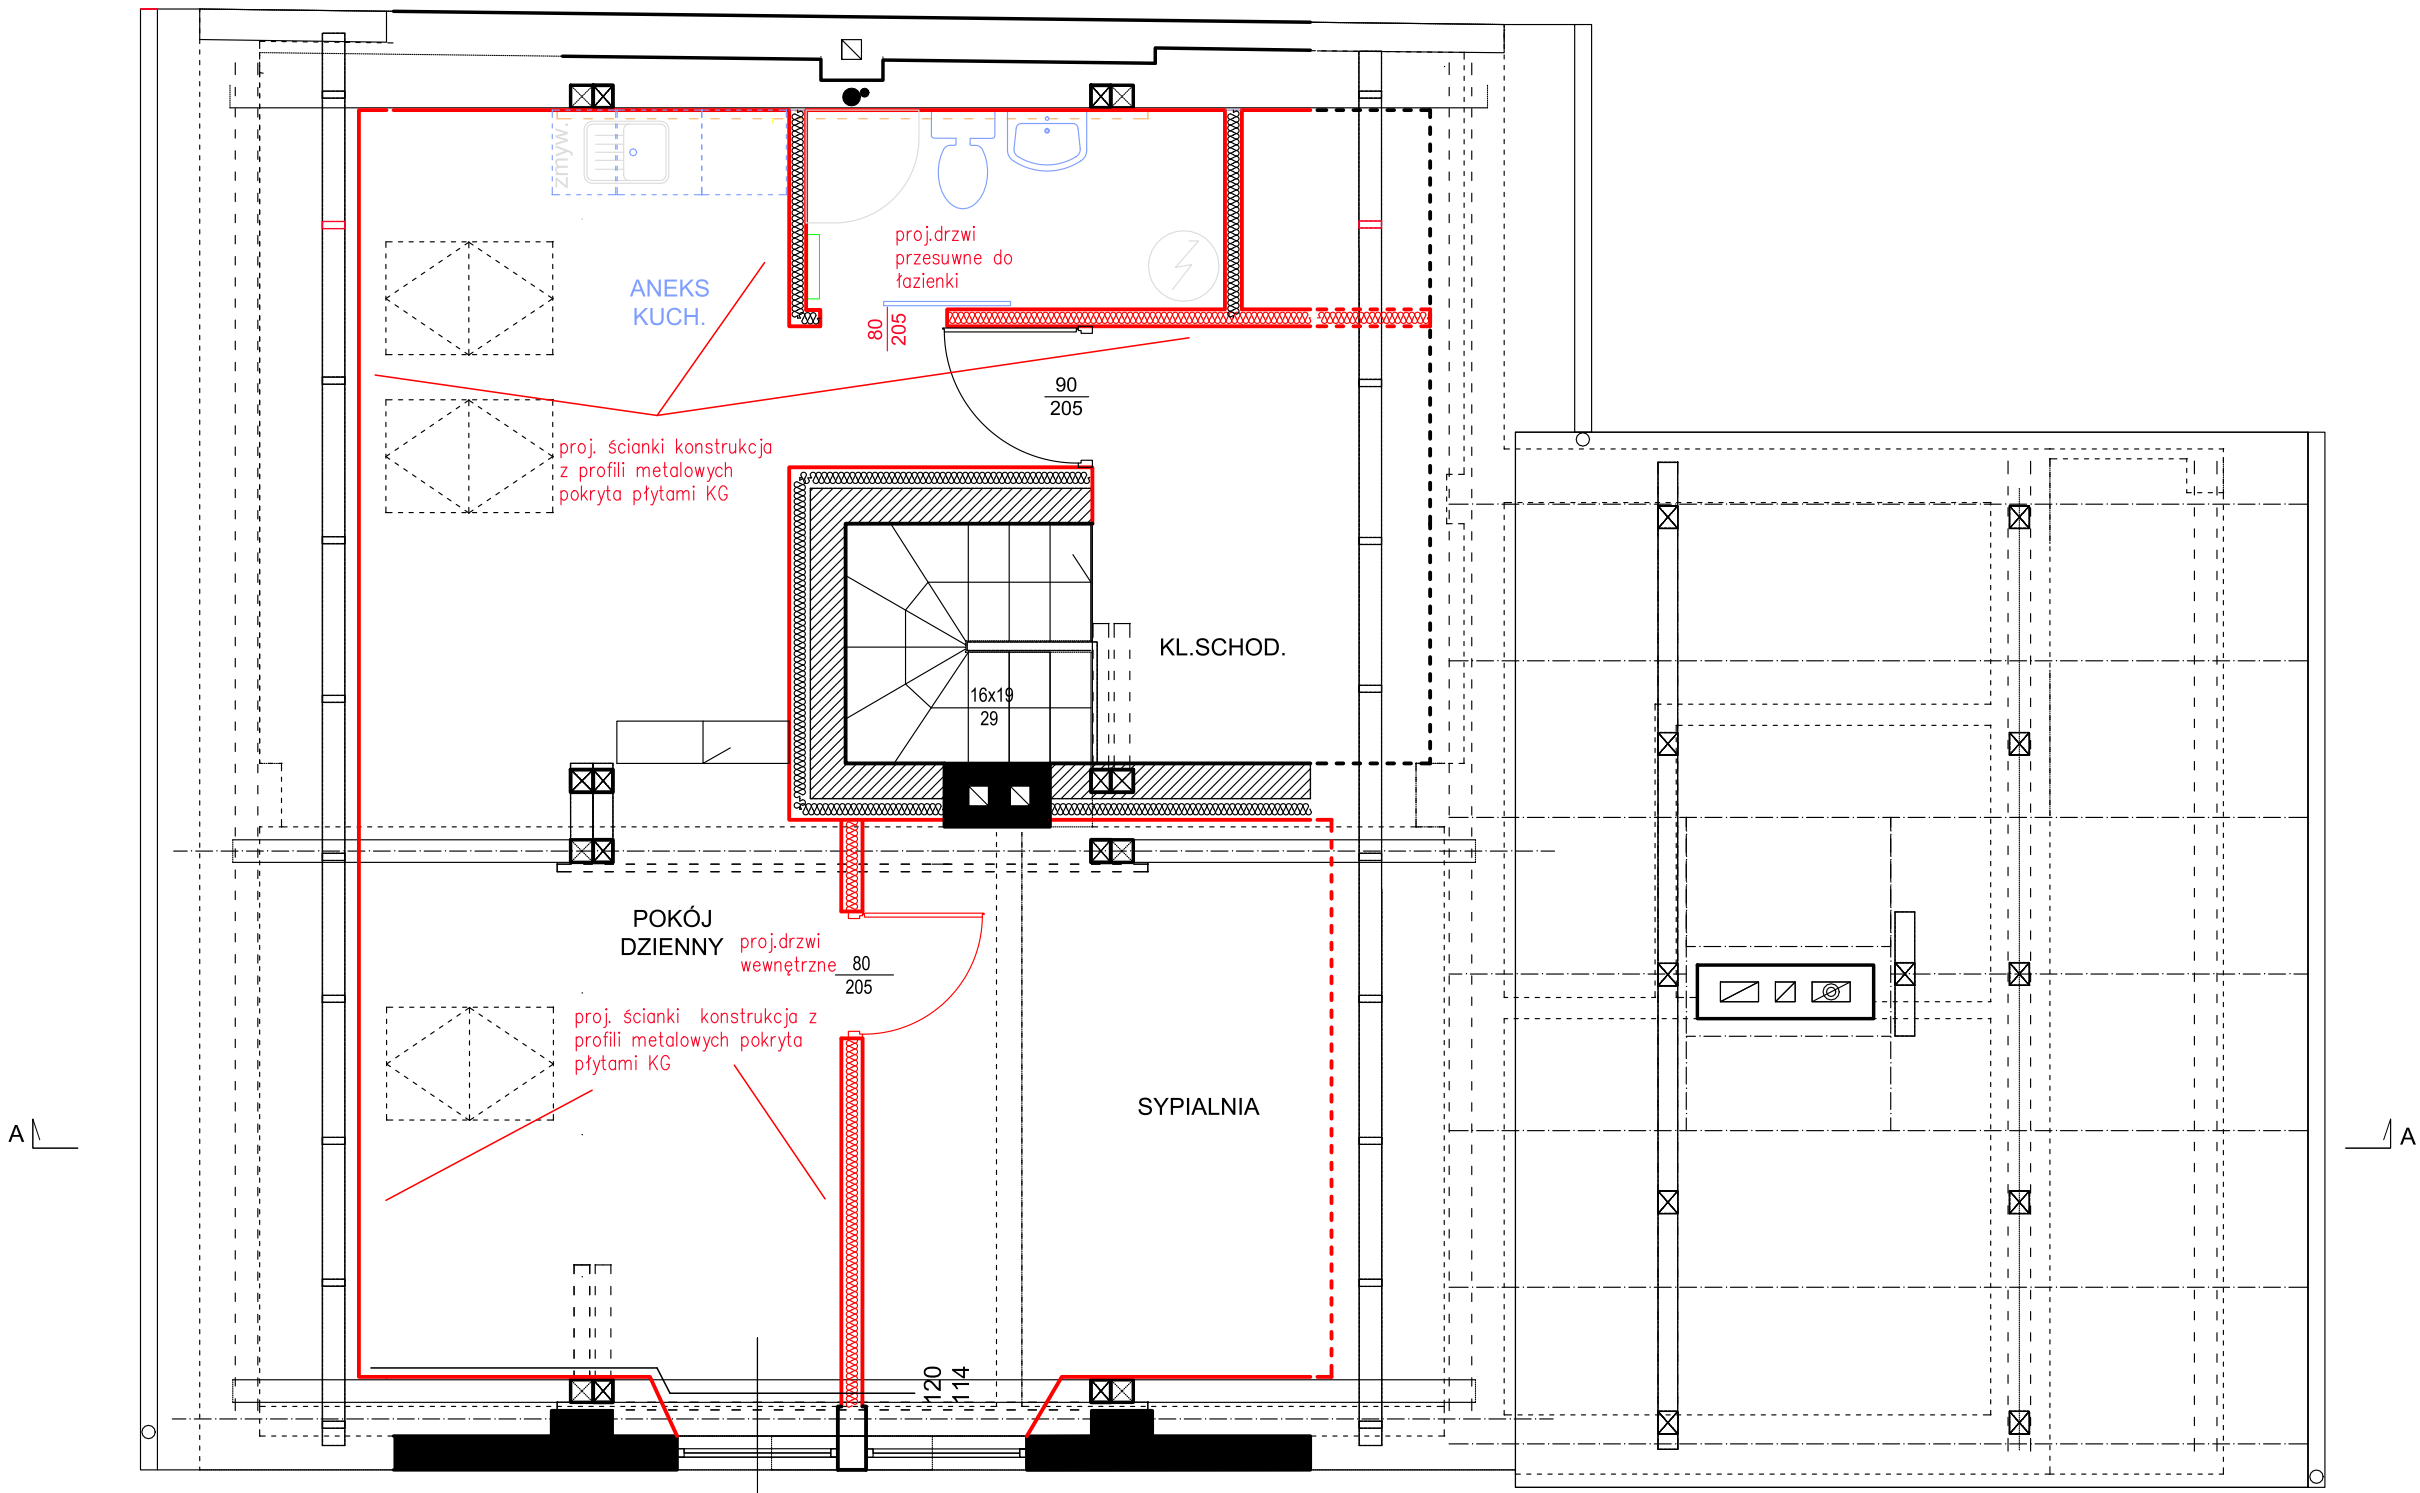 zmyw.
proj.drzwi
przesuwne do
łazienki
ANEKS
KUCH.
80
205
90
205
proj. ścianki konstrukcja
z profili metalowych
pokryta płytami KG
KL.SCHOD.
16x19
29
POKÓJ
DZIENNY
proj.drzwi
wewnętrzne
80
205
proj. ścianki konstrukcja z
profili metalowych pokryta
płytami KG
SYPIALNIA
A
A
120
114